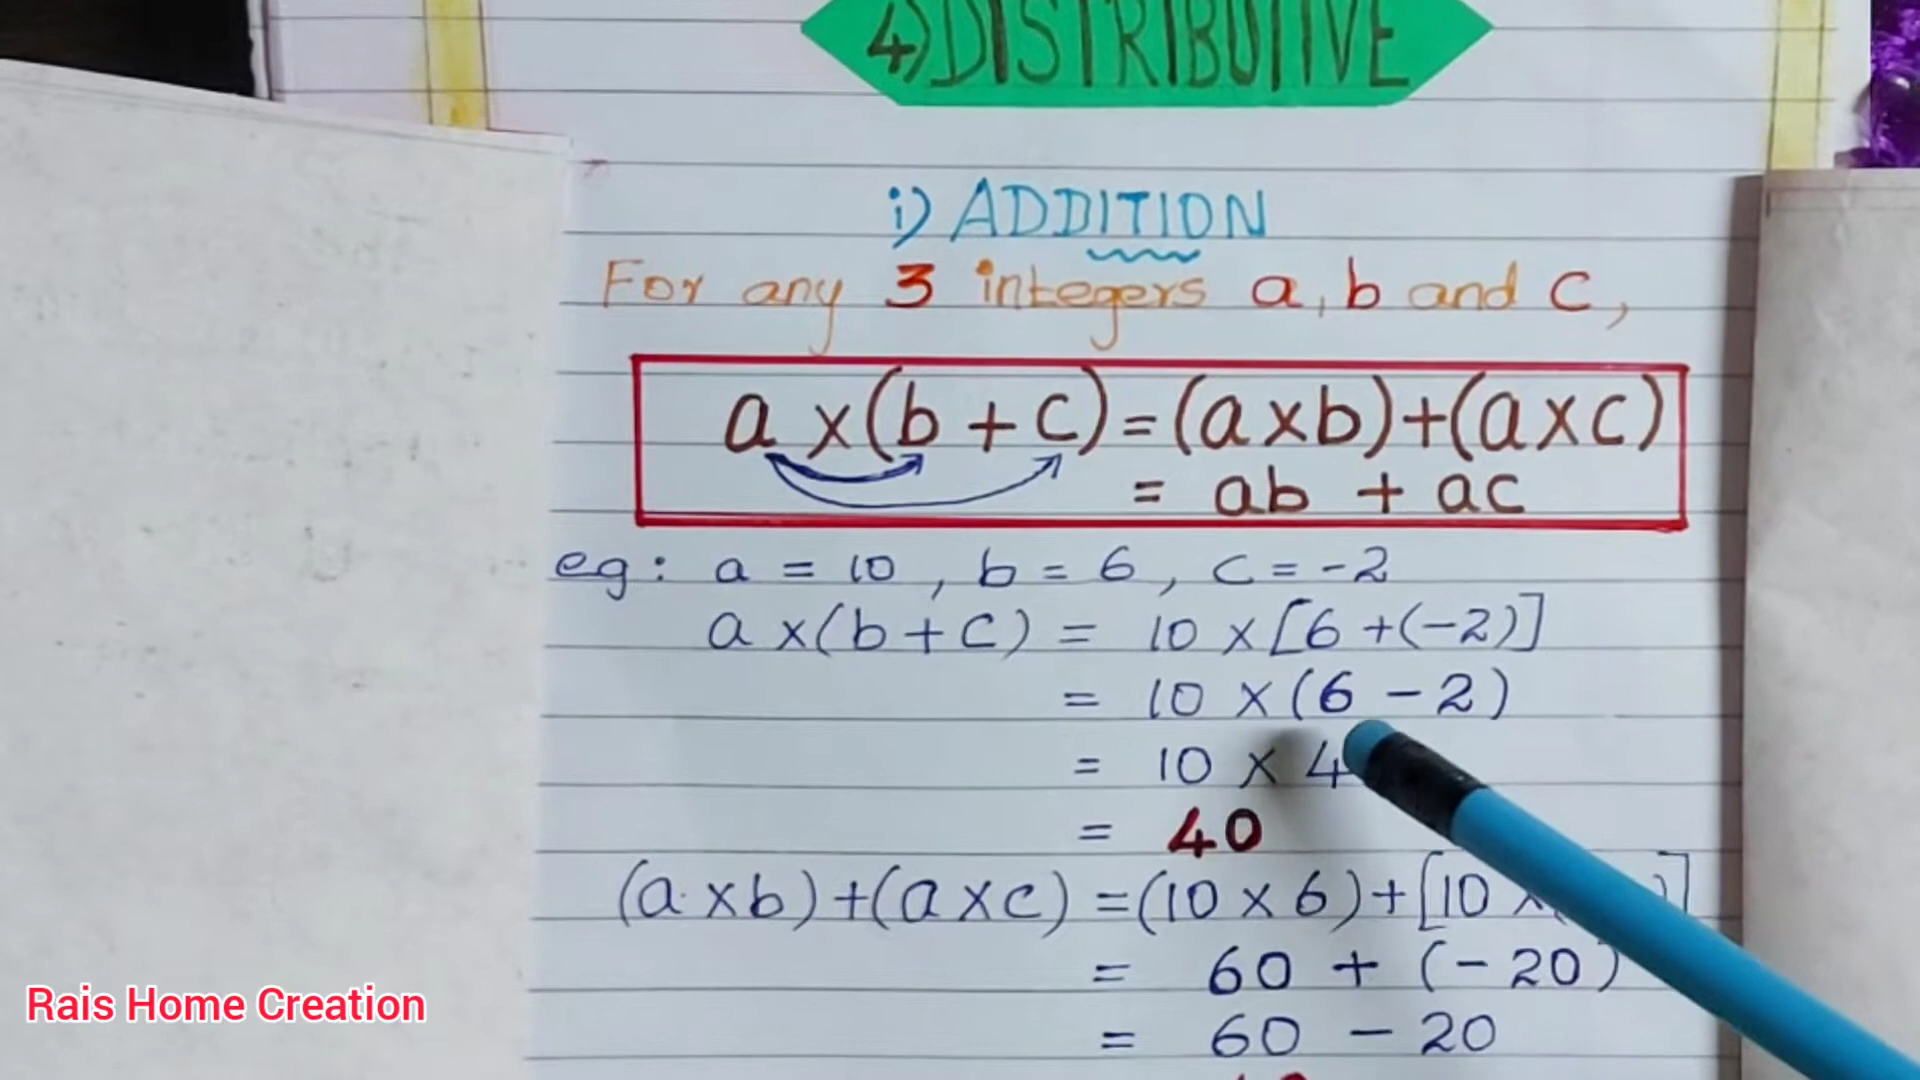 4) DISTRIBUTIVE
i) ADDITION
For any 3 integers a, b and c,
a × (b + c) = (a×b)+(a×c)
= ab + ac
eg: a = 10, b = 6, c = -2
a ×(b + c) = 10 × [6 +(-2)]
= 10 × (6 - 2)
= 10 × 4
= 40
(a × b)+(a × c) = (10 × 6)+[10 × )]
= 60 + (-20)
= 60 - 20
Rais Home Creation